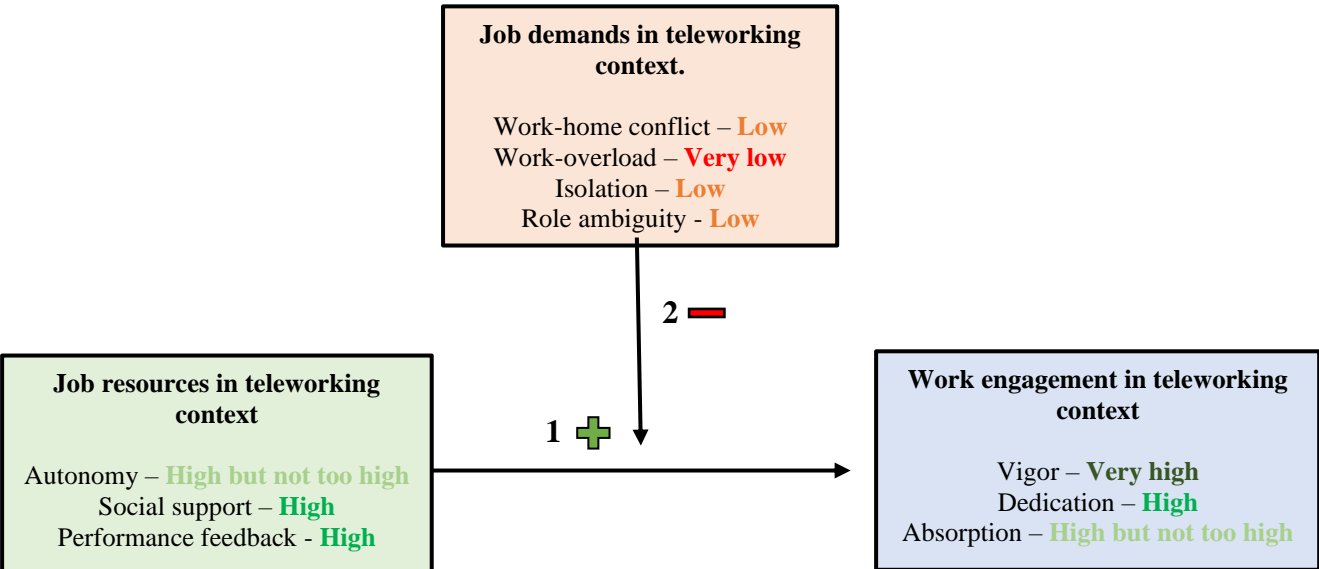 Job demands in teleworking
context.
Work-home conflict – Low
Work-overload – Very low
Isolation – Low
Role ambiguity - Low
2
Job resources in teleworking
context
Autonomy – High but not too high
Social support – High
Performance feedback - High
1
Work engagement in teleworking
context
Vigor – Very high
Dedication – High
Absorption – High but not too high